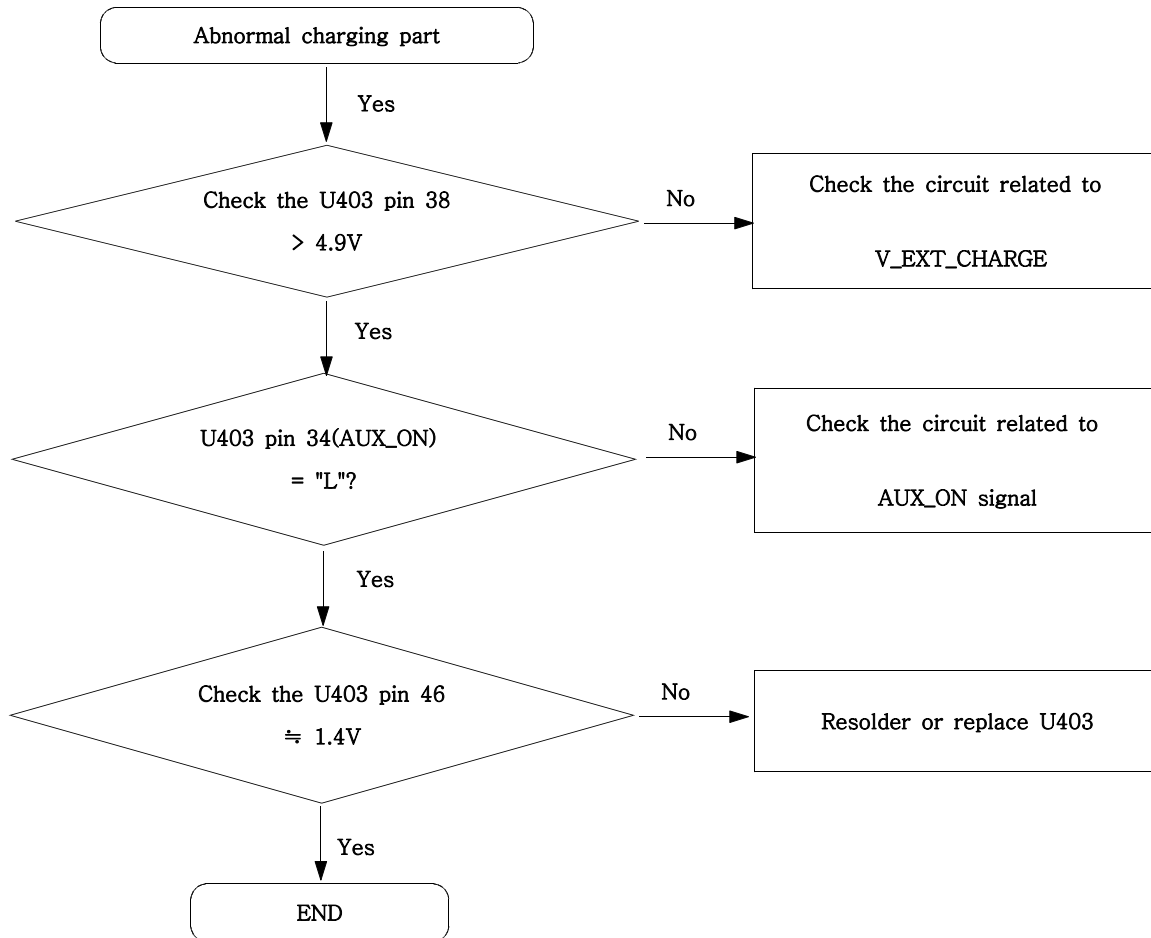 Abnormal charging part
Yes
Check the U403 pin 38
> 4.9V
No
Check the circuit related to
V_EXT_CHARGE
Yes
U403 pin 34(AUX_ON)
= "L"?
No
Check the circuit related to
AUX_ON signal
Yes
Check the U403 pin 46
≒ 1.4V
No
Resolder or replace U403
Yes
END